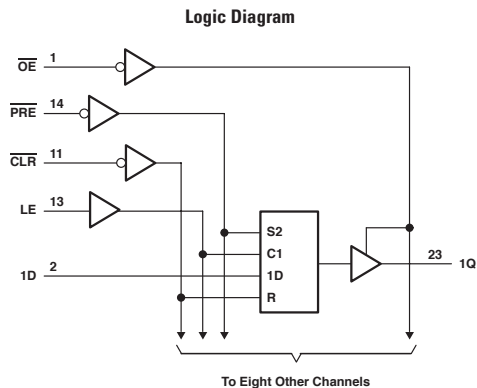 Logic Diagram
OE 1
PRE 14
CLR 11
LE 13
S2
C1
1D 2 1D 23 1Q
R
To Eight Other Channels